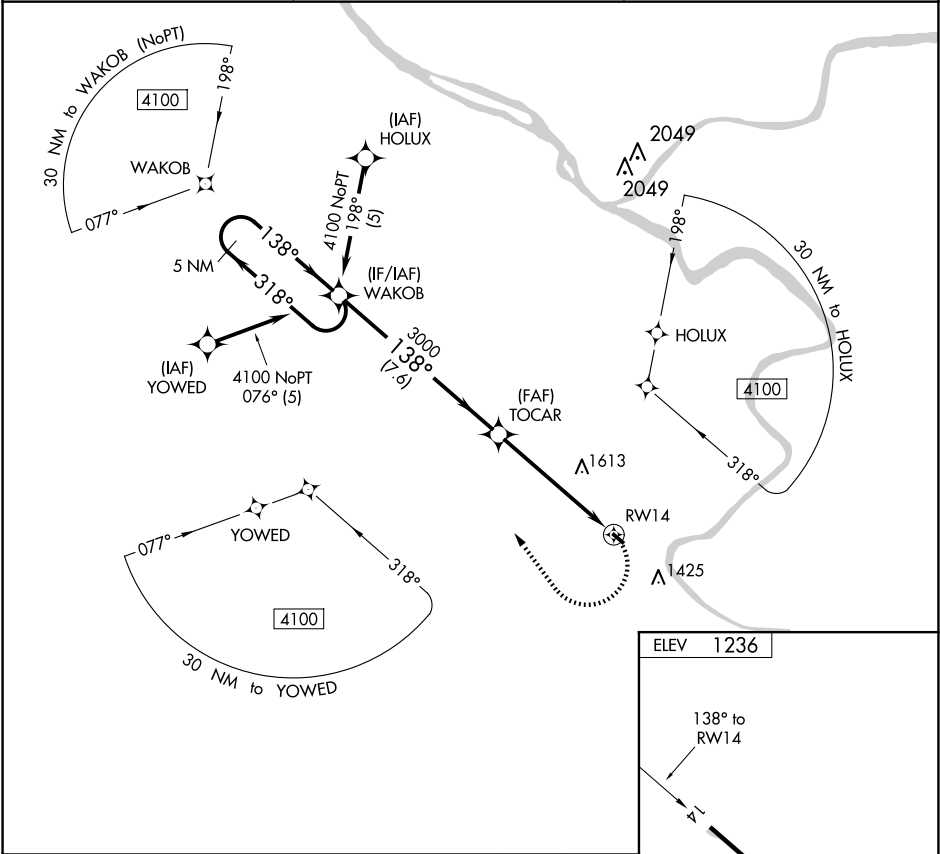 30 NM to WAKOB (NoPT)
4100
198°
WAKOB
077°
(IAF)
HOLUX
4100 NoPT
198°
(5)
2049
2049
5 NM
138°
318°
(IF/IAF)
WAKOB
(IAF)
YOWED
4100 NoPT
076° (5)
3000
138°
(7.6)
(FAF)
TOCAR
1613
RW14
1425
198°
30 NM to HOLUX
HOLUX
4100
318°
077°
YOWED
318°
4100
30 NM to YOWED
ELEV 1236
138° to
RW14
14